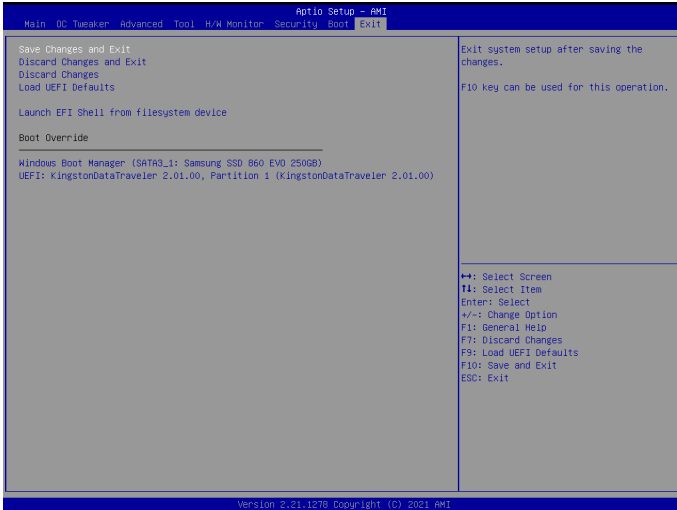 Aptio Setup - AMI
Main OC Tweaker Advanced Tool H/W Monitor Security Boot Exit
Save Changes and Exit
Discard Changes and Exit
Discard Changes
Load UEFI Defaults
Launch EFI Shell from filesystem device
Boot Override
Windows Boot Manager (SATA3_1: Samsung SSD 860 EVO 250GB)
UEFI: KingstonDataTraveler 2.01.00, Partition 1 (KingstonDataTraveler 2.01.00)
Exit system setup after saving the
changes.
F10 key can be used for this operation.
↔: Select Screen
↑↓: Select Item
Enter: Select
+/-: Change Option
F1: General Help
F7: Discard Changes
F9: Load UEFI Defaults
F10: Save and Exit
ESC: Exit
Version 2.21.1278 Copyright (C) 2021 AMI